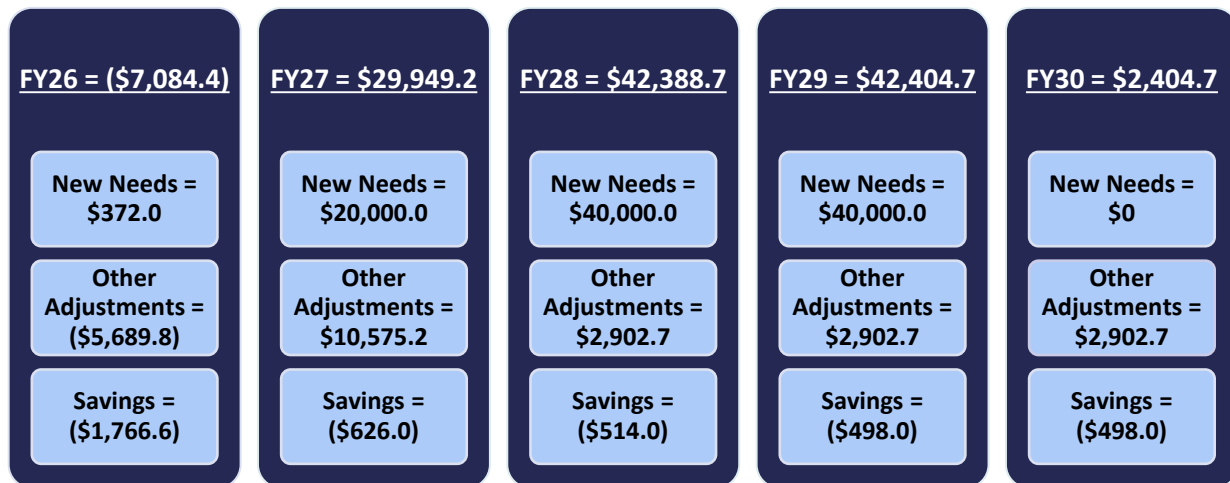 FY26 = ($7,084.4)
New Needs =
$372.0
Other
Adjustments =
($5,689.8)
Savings =
($1,766.6)
FY27 = $29,949.2
New Needs =
$20,000.0
Other
Adjustments =
$10,575.2
Savings =
($626.0)
FY28 = $42,388.7
New Needs =
$40,000.0
Other
Adjustments =
$2,902.7
Savings =
($514.0)
FY29 = $42,404.7
New Needs =
$40,000.0
Other
Adjustments =
$2,902.7
Savings =
($498.0)
FY30 = $2,404.7
New Needs =
$0
Other
Adjustments =
$2,902.7
Savings =
($498.0)